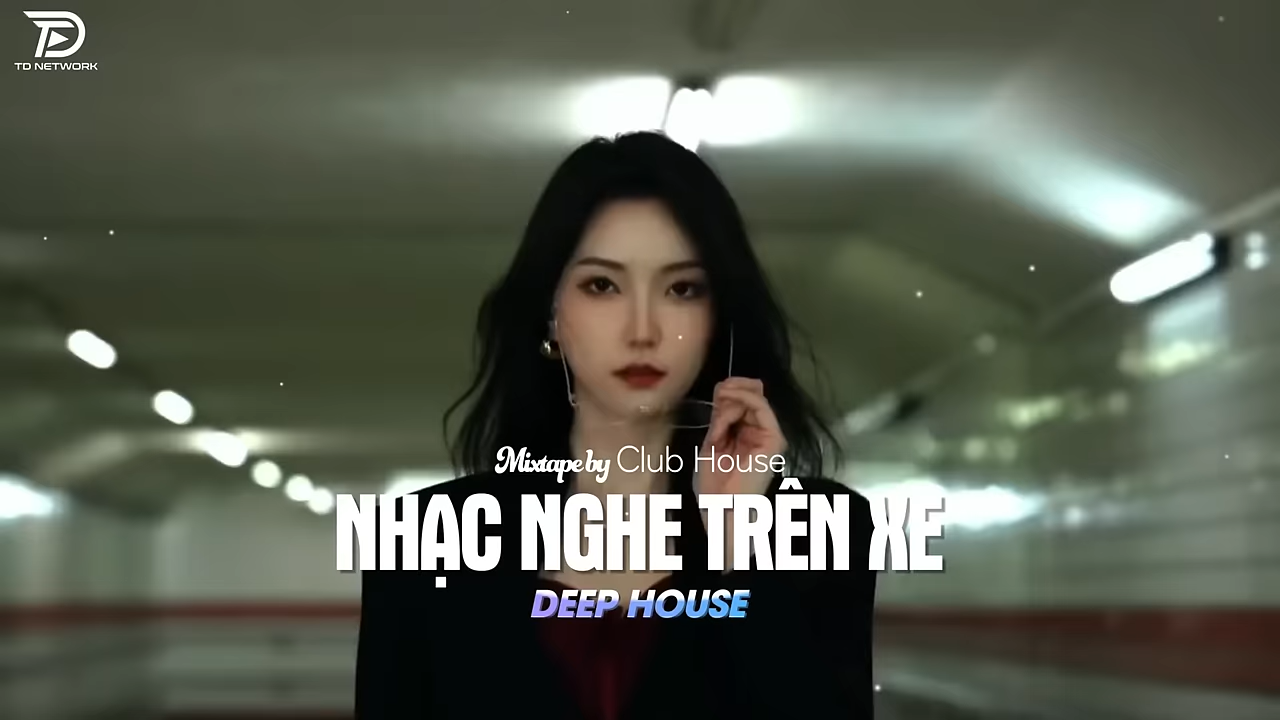 TD NETWORK
Mixtape by Club House
NHẠC NGHE TRÊN XE
DEEP HOUSE